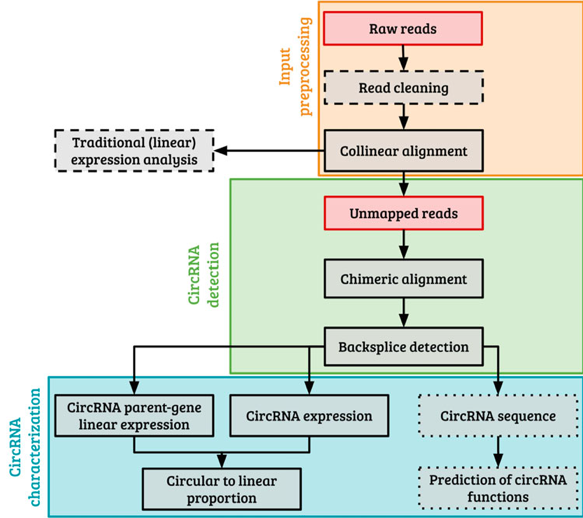 Input
preprocessing
Raw reads
Read cleaning
Collinear alignment
Traditional (linear)
expression analysis
CircRNA
detection
Unmapped reads
Chimeric alignment
Backsplice detection
CircRNA
characterization
CircRNA parent-gene
linear expression
CircRNA expression
CircRNA sequence
Circular to linear
proportion
Prediction of circRNA
functions